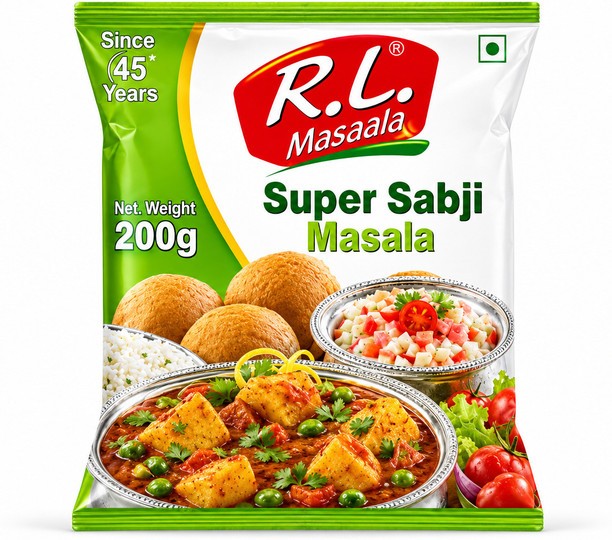 Since
45*
Years
R.L.®
Masaala
Super Sabji
Masala
Net. Weight
200g